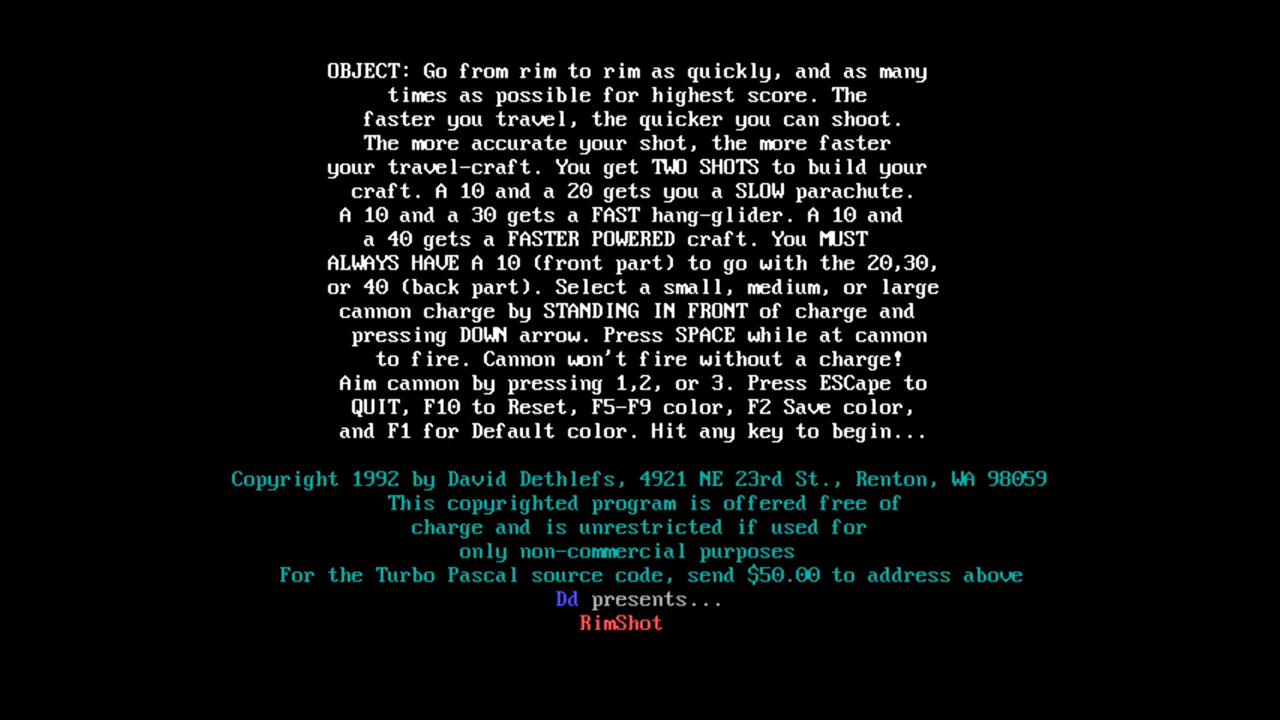 OBJECT: Go from rim to rim as quickly, and as many
times as possible for highest score. The
faster you travel, the quicker you can shoot.
The more accurate your shot, the more faster
your travel-craft. You get TWO SHOTS to build your
craft. A 10 and a 20 gets you a SLOW parachute.
A 10 and a 30 gets a FAST hang-glider. A 10 and
a 40 gets a FASTER POWERED craft. You MUST
ALWAYS HAVE A 10 (front part) to go with the 20,30,
or 40 (back part). Select a small, medium, or large
cannon charge by STANDING IN FRONT of charge and
pressing DOWN arrow. Press SPACE while at cannon
to fire. Cannon won't fire without a charge!
Aim cannon by pressing 1,2, or 3. Press ESCape to
QUIT, F10 to Reset, F5-F9 color, F2 Save color,
and F1 for Default color. Hit any key to begin...
Copyright 1992 by David Dethlefs, 4921 NE 23rd St., Renton, WA 98059
This copyrighted program is offered free of
charge and is unrestricted if used for
only non-commercial purposes
For the Turbo Pascal source code, send $50.00 to address above
Dd presents...
RimShot